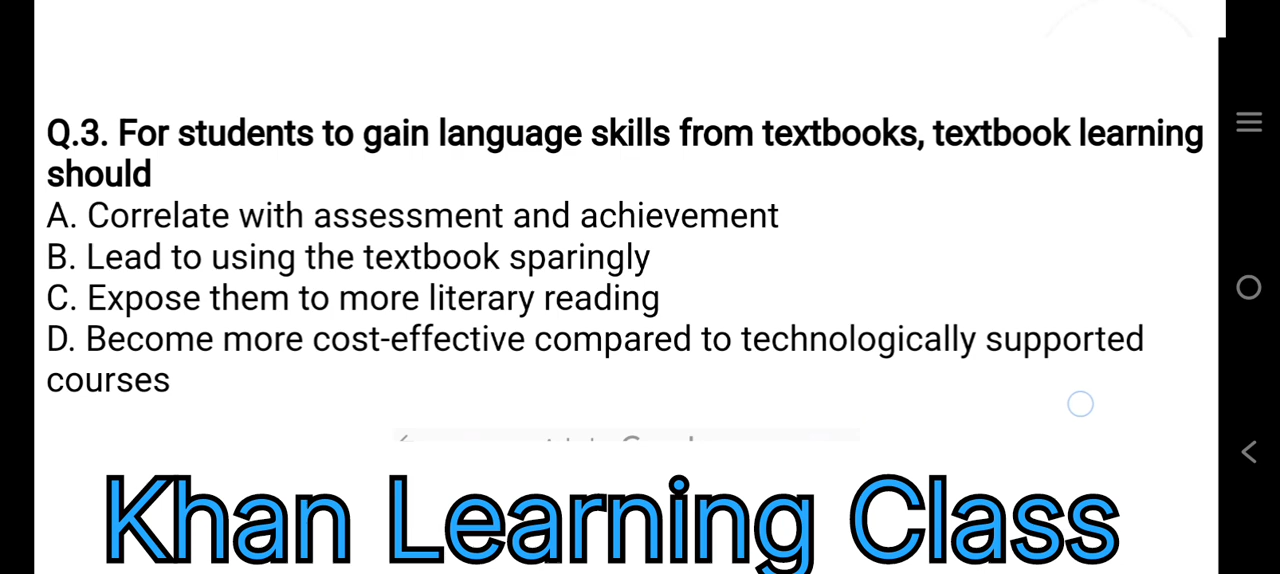 Q.3. For students to gain language skills from textbooks, textbook learning
should
A. Correlate with assessment and achievement
B. Lead to using the textbook sparingly
C. Expose them to more literary reading
D. Become more cost-effective compared to technologically supported
courses
Khan Learning Class